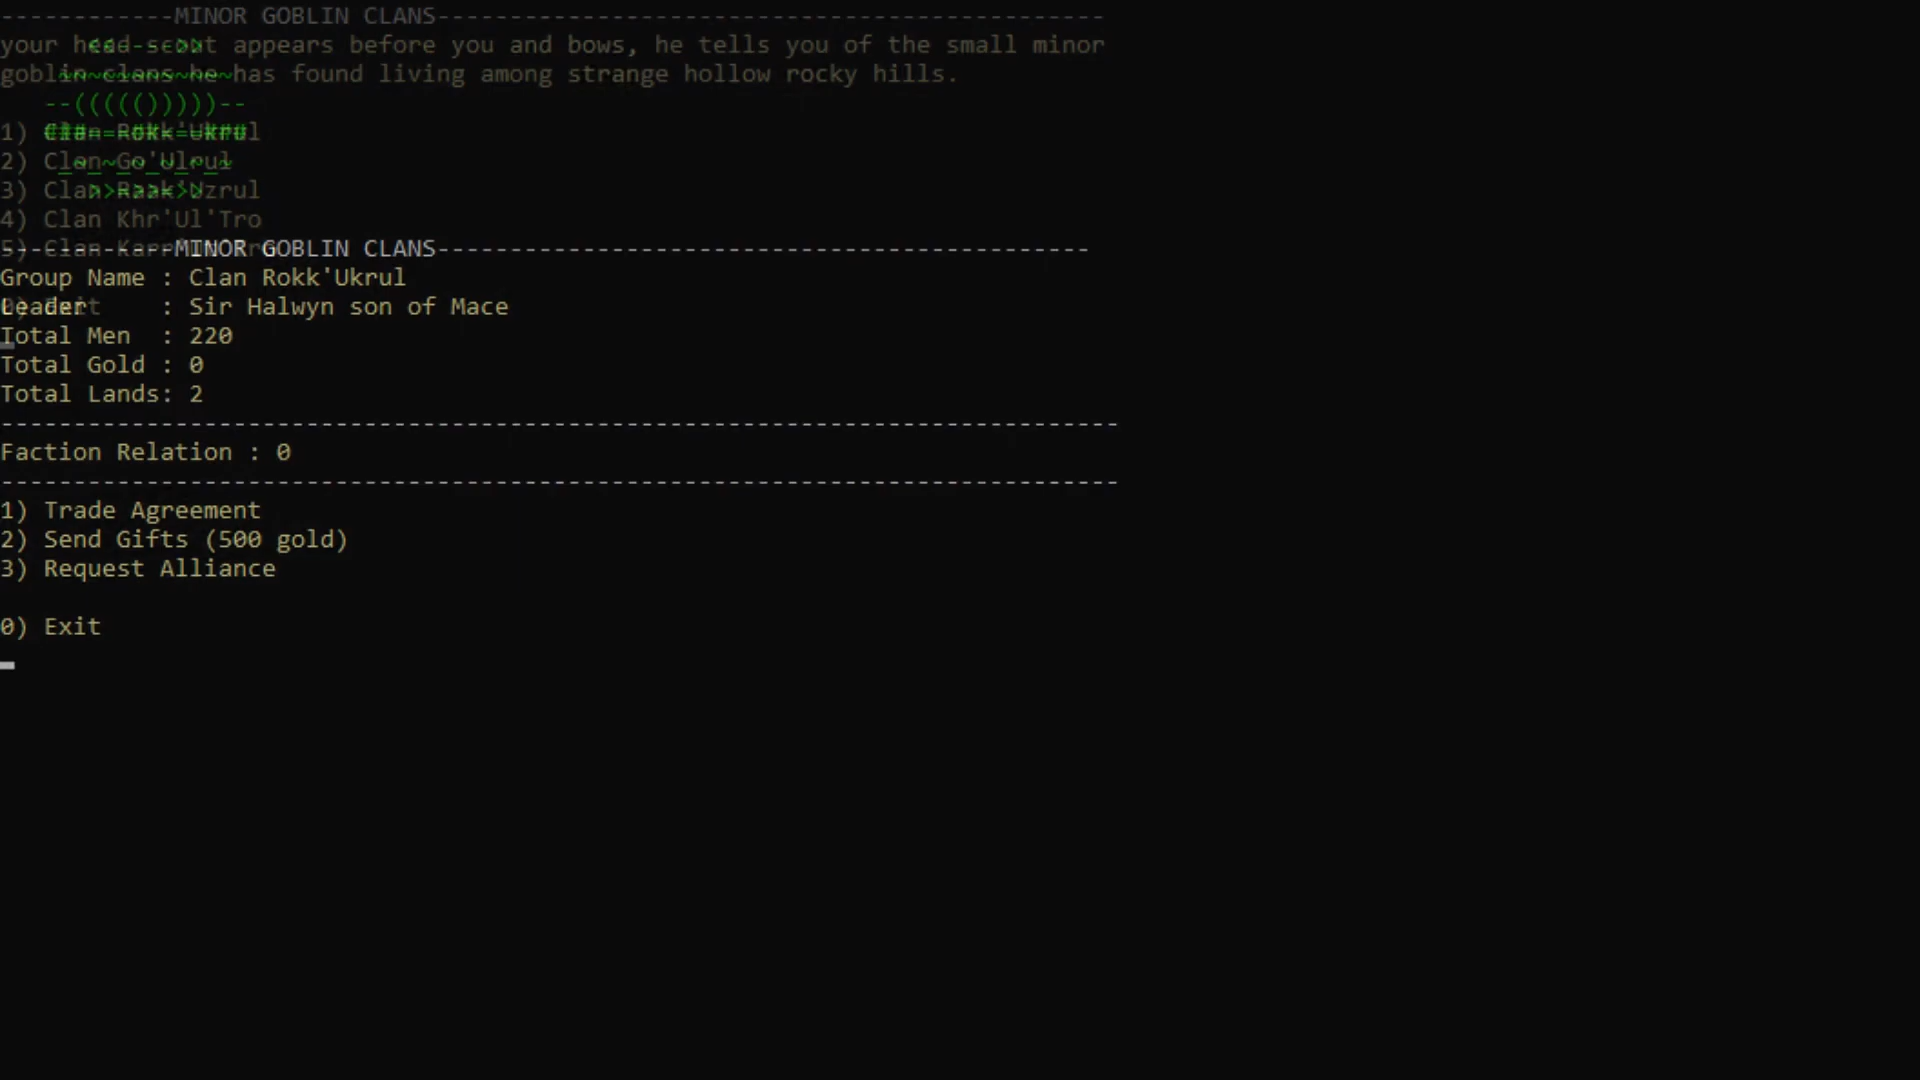 ------------MINOR GOBLIN CLANS----------------------------------------------
your head scout appears before you and bows, he tells you of the small minor
goblin clans he has found living among strange hollow rocky hills.
--((((()))))--
1) Clan Rokk'Ukrul
2) Clan Go'Ulrul
3) Clan Raak'Uzrul
4) Clan Khr'Ul'Tro
5) Clan
------------MINOR GOBLIN CLANS---------------------------------------------
Group Name : Clan Rokk'Ukrul
0) Exit
Leader     : Sir Halwyn son of Mace
Total Men  : 220
Total Gold : 0
Total Lands: 2
-----------------------------------------------------------------------------
Faction Relation : 0
-----------------------------------------------------------------------------
1) Trade Agreement
2) Send Gifts (500 gold)
3) Request Alliance
0) Exit